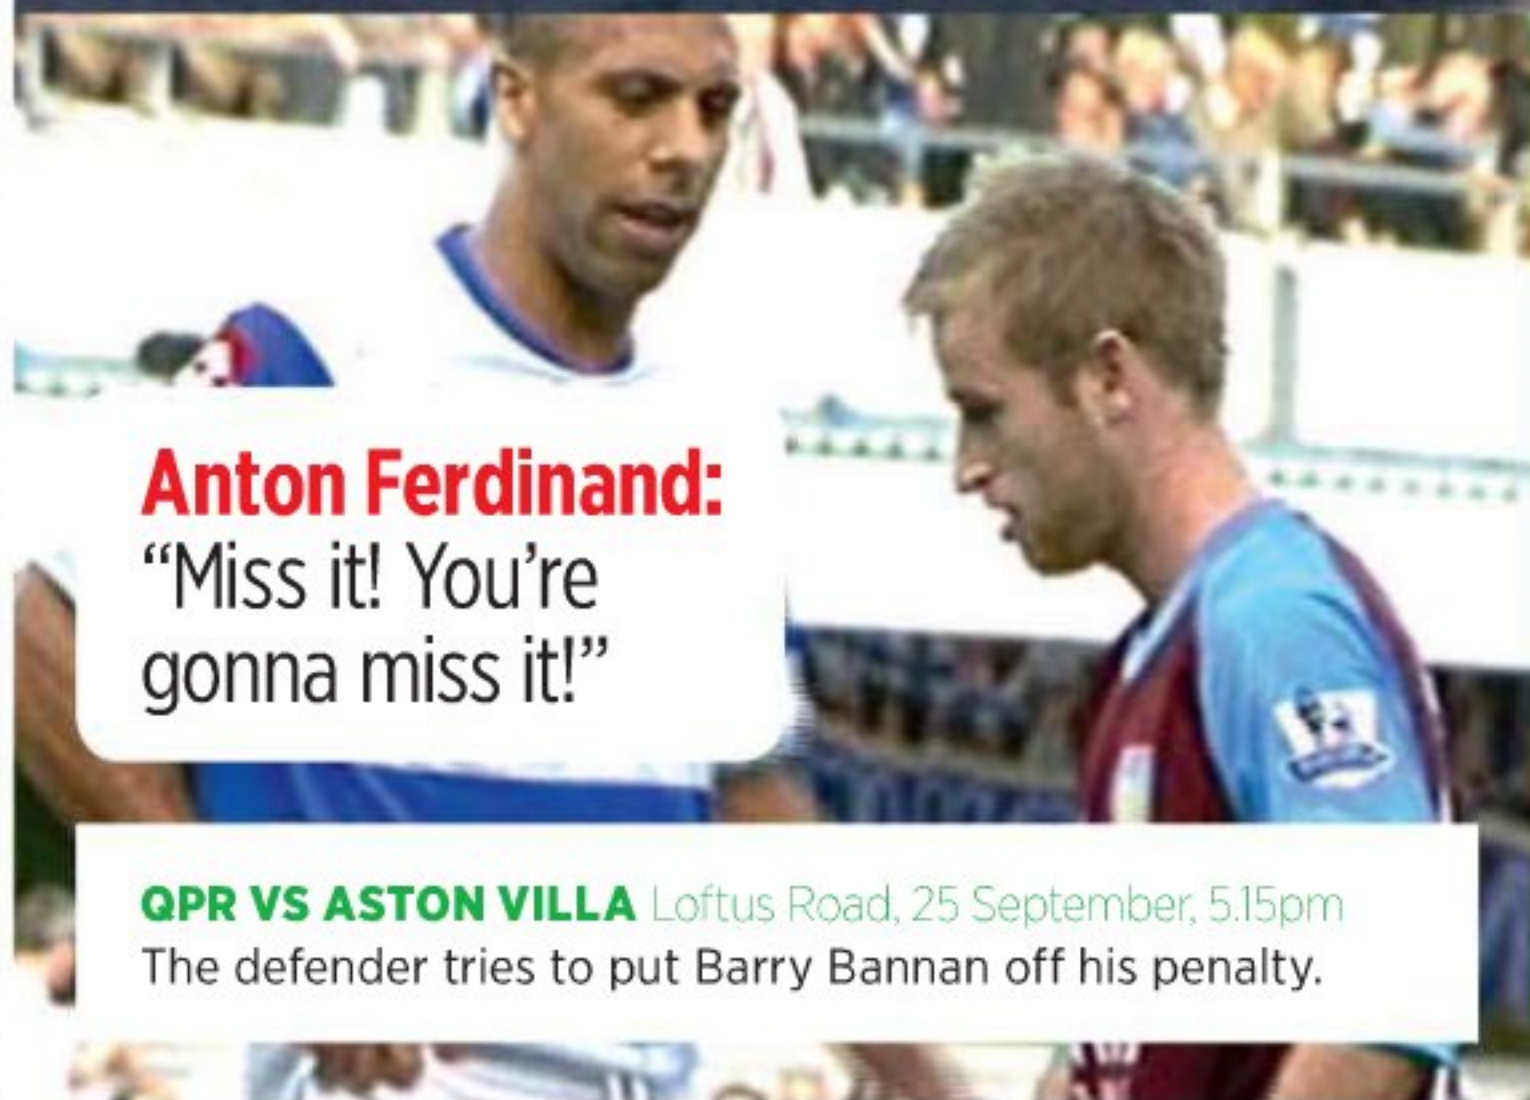 Anton Ferdinand:
“Miss it! You’re
gonna miss it!”
QPR VS ASTON VILLA Loftus Road, 25 September, 5.15pm
The defender tries to put Barry Bannan off his penalty.